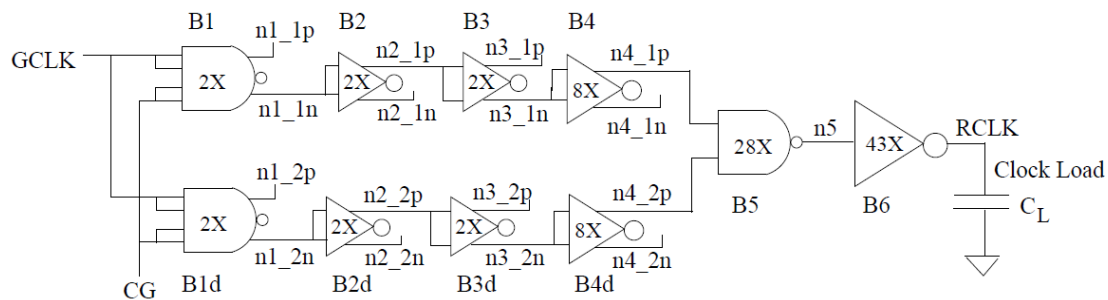 B1 B2 B3 B4
n1_1p n2_1p n3_1p n4_1p
GCLK 2X 2X 2X 8X
n1_1n n2_1n n3_1n n4_1n
28X n5 43X RCLK
Clock Load
C_L
B5 B6
n1_2p n2_2p n3_2p n4_2p
2X 2X 2X 8X
n1_2n n2_2n n3_2n n4_2n
CG B1d B2d B3d B4d